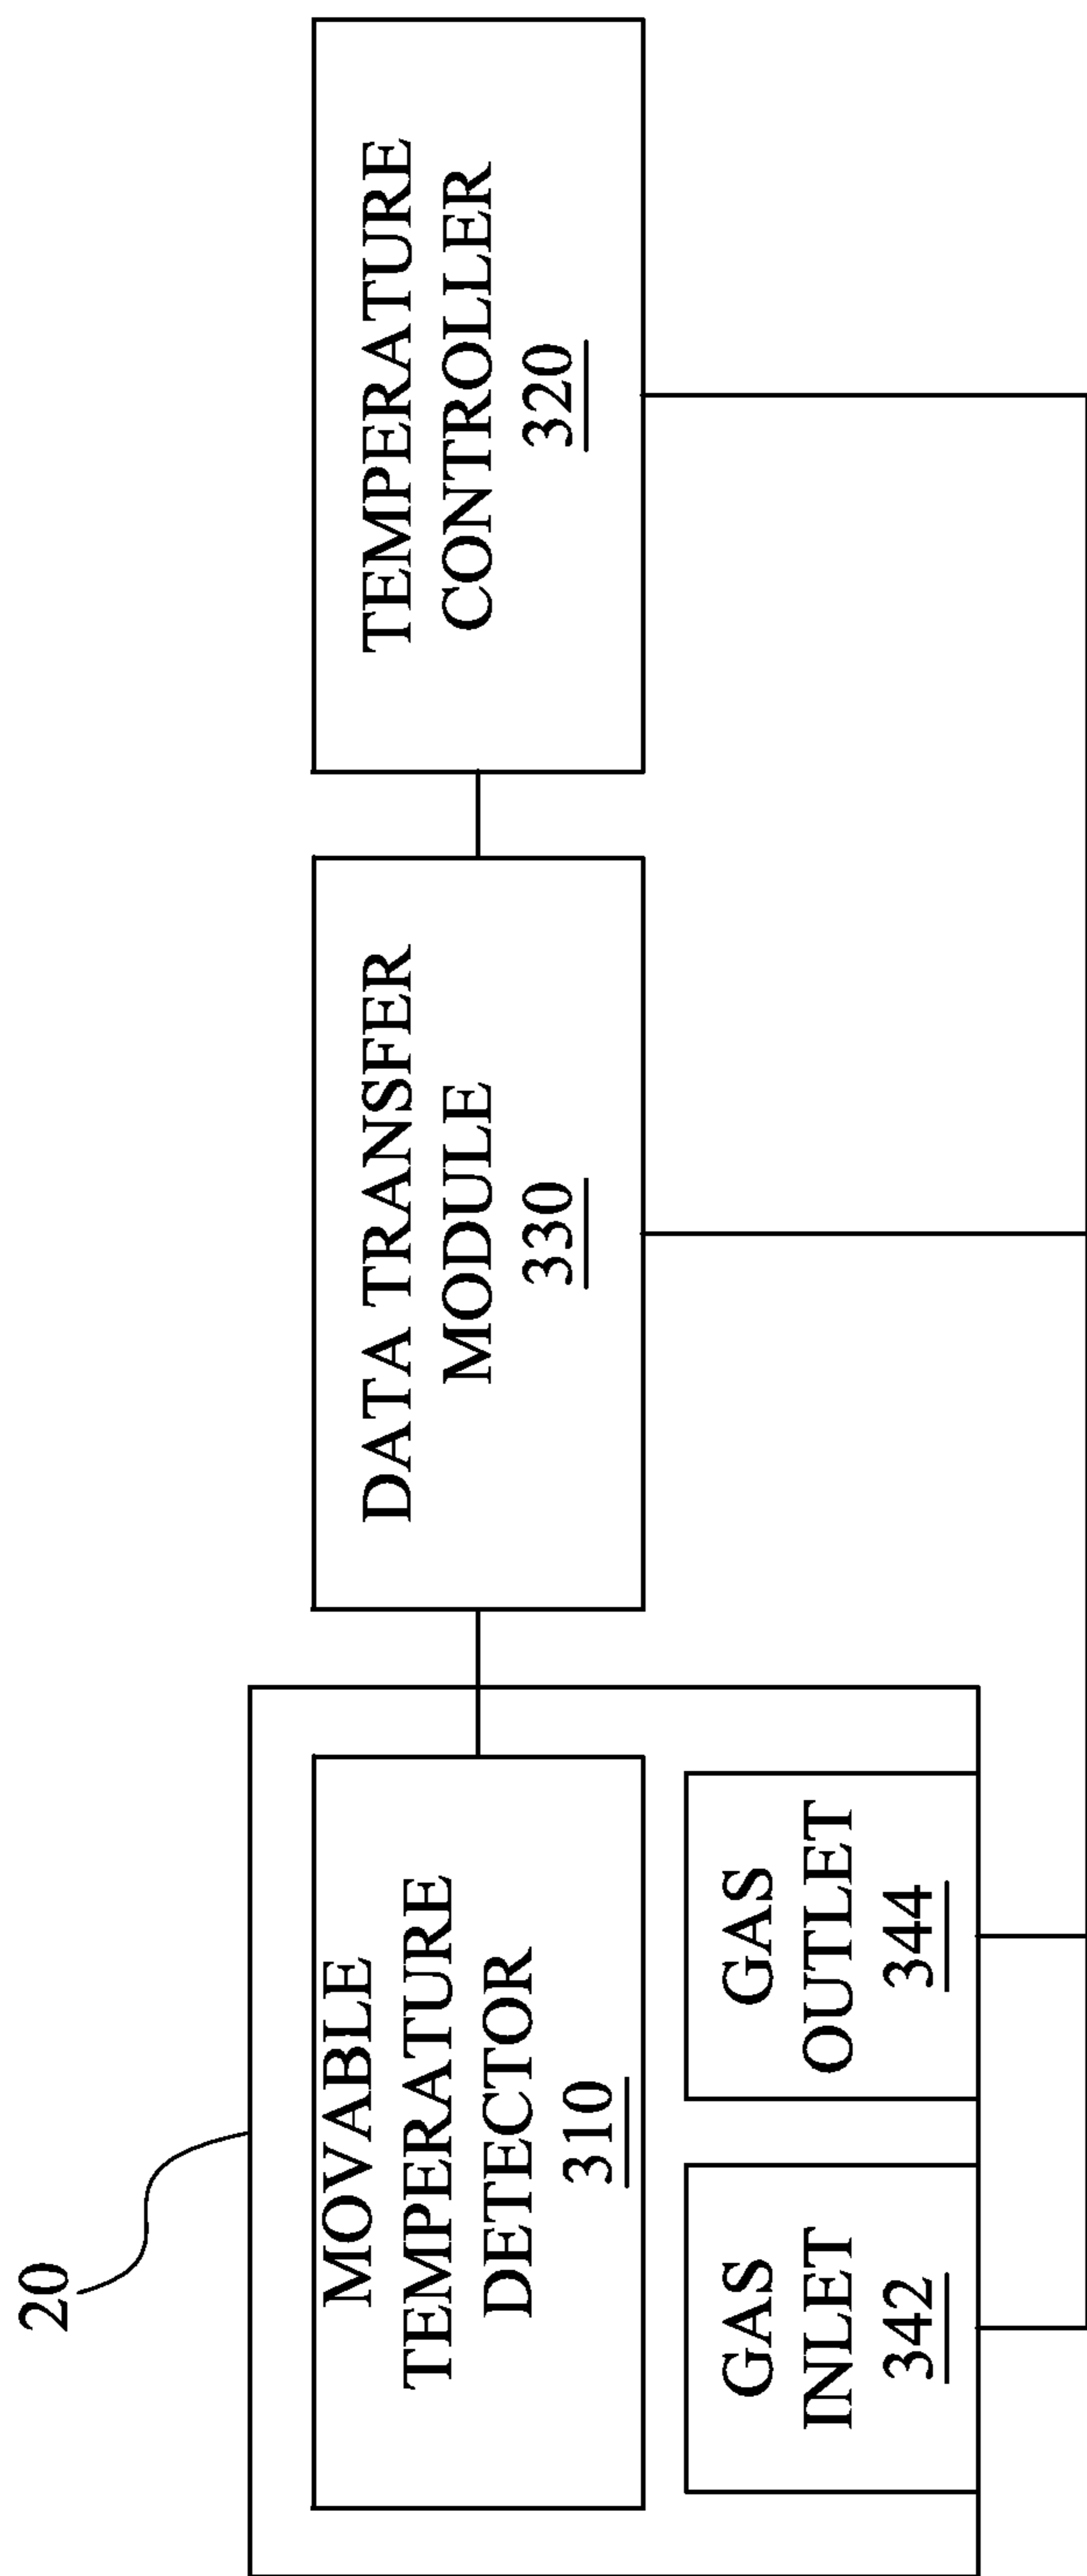 20
MOVABLE
TEMPERATURE
DETECTOR
310
GAS
INLET
342
GAS
OUTLET
344
DATA TRANSFER
MODULE
330
TEMPERATURE
CONTROLLER
320